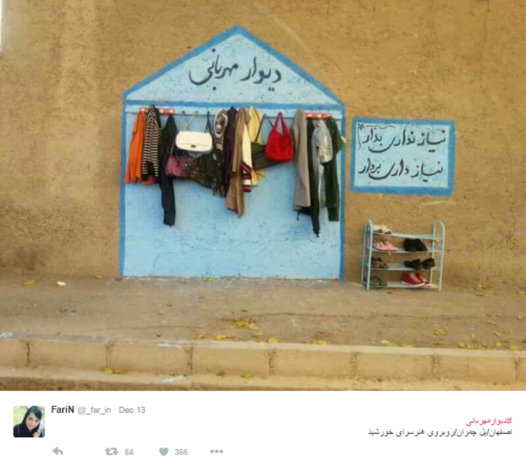 دیوار مهربانی
نیاز نداری بذار
نیاز داری بردار
FariN @_far_in · Dec 13
#دیوارمهربانی
اصفهان/پل چمران/روبروی هنرسرای خورشید
84 366